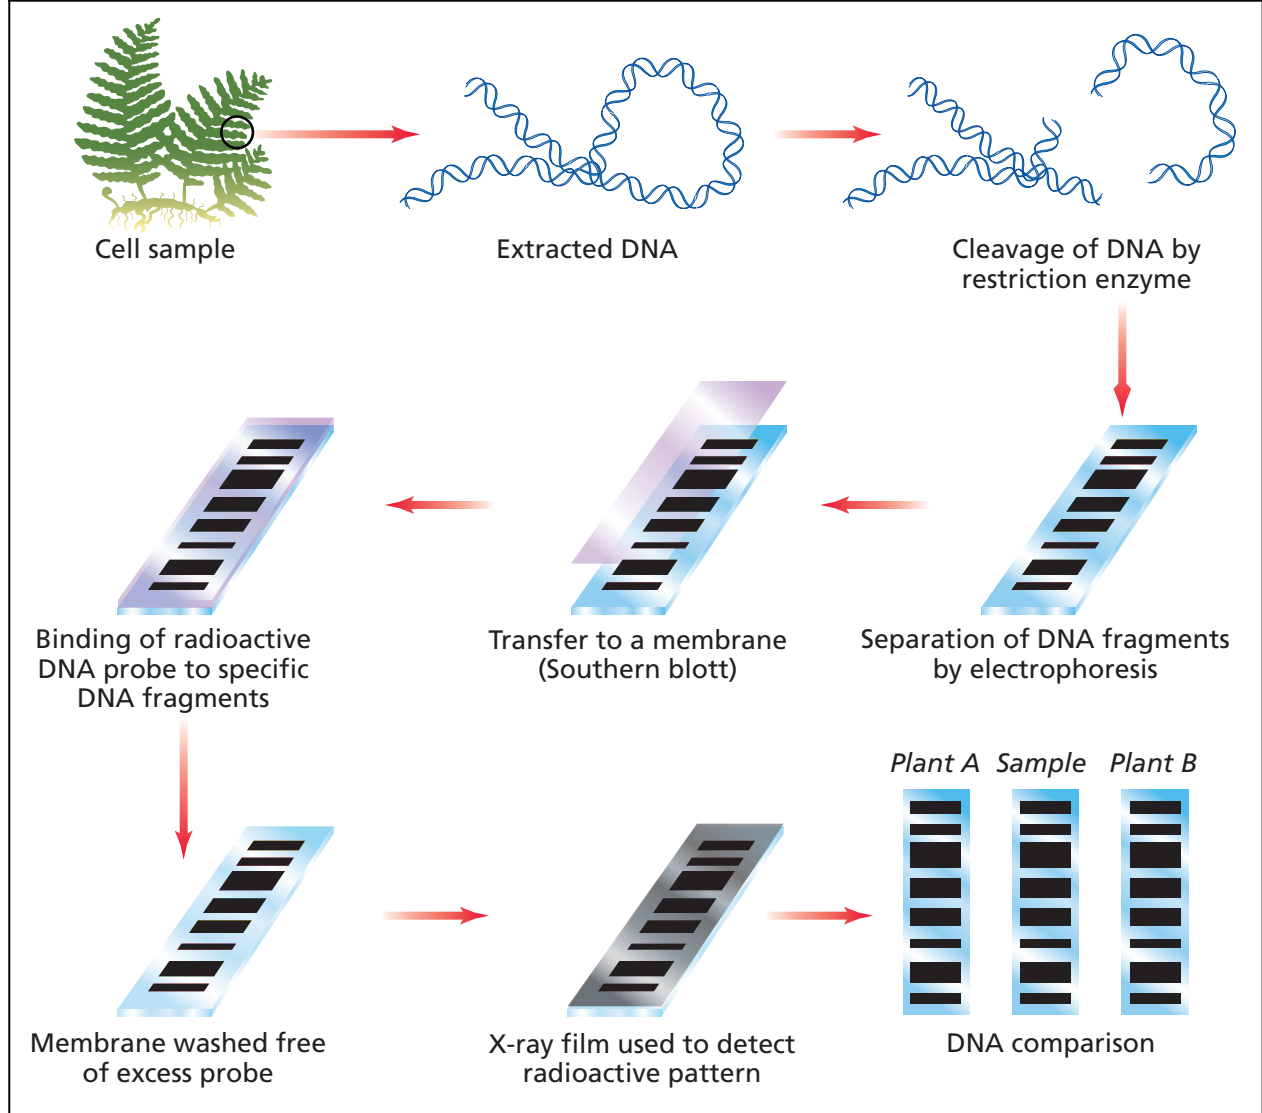 Cell sample
Extracted DNA
Cleavage of DNA by
restriction enzyme
Separation of DNA fragments
by electrophoresis
Transfer to a membrane
(Southern blott)
Binding of radioactive
DNA probe to specific
DNA fragments
Membrane washed free
of excess probe
X-ray film used to detect
radioactive pattern
Plant A Sample Plant B
DNA comparison